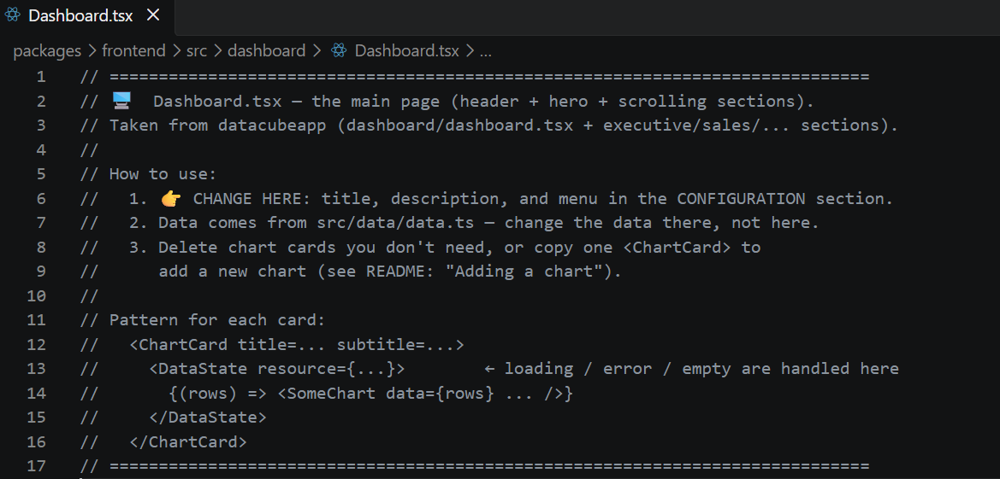 Dashboard.tsx ×
packages > frontend > src > dashboard > Dashboard.tsx > ...
1 // =============================================================================
2 // 🖥️ Dashboard.tsx — the main page (header + hero + scrolling sections).
3 // Taken from datacubeapp (dashboard/dashboard.tsx + executive/sales/... sections).
4 //
5 // How to use:
6 //   1. 👉 CHANGE HERE: title, description, and menu in the CONFIGURATION section.
7 //   2. Data comes from src/data/data.ts — change the data there, not here.
8 //   3. Delete chart cards you don't need, or copy one <ChartCard> to
9 //      add a new chart (see README: "Adding a chart").
10 //
11 // Pattern for each card:
12 //   <ChartCard title=... subtitle=...>
13 //     <DataState resource={...}>        ← loading / error / empty are handled here
14 //       {(rows) => <SomeChart data={rows} ... />}
15 //     </DataState>
16 //   </ChartCard>
17 // =============================================================================